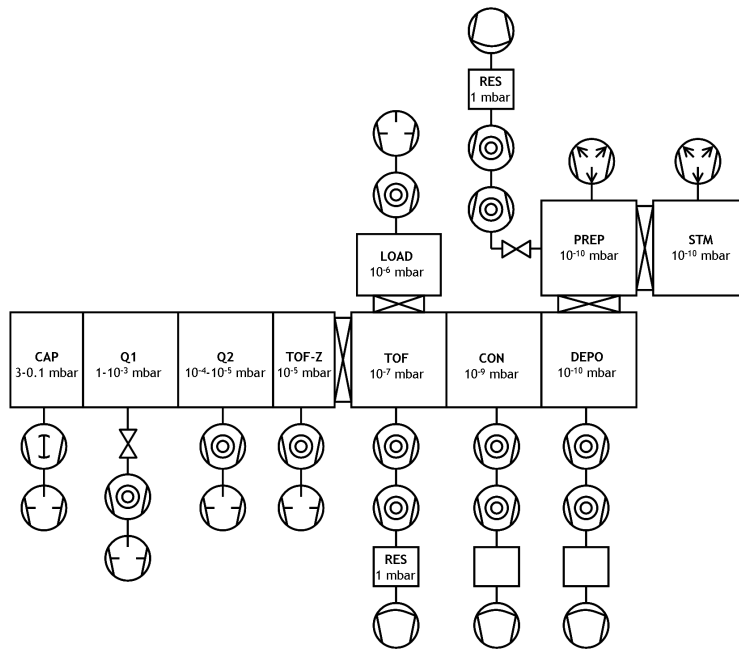 RES
1 mbar
LOAD
10⁻⁶ mbar
PREP
10⁻¹⁰ mbar
STM
10⁻¹⁰ mbar
CAP
3-0.1 mbar
Q1
1-10⁻³ mbar
Q2
10⁻⁴-10⁻⁵ mbar
TOF-Z
10⁻⁵ mbar
TOF
10⁻⁷ mbar
CON
10⁻⁹ mbar
DEPO
10⁻¹⁰ mbar
RES
1 mbar